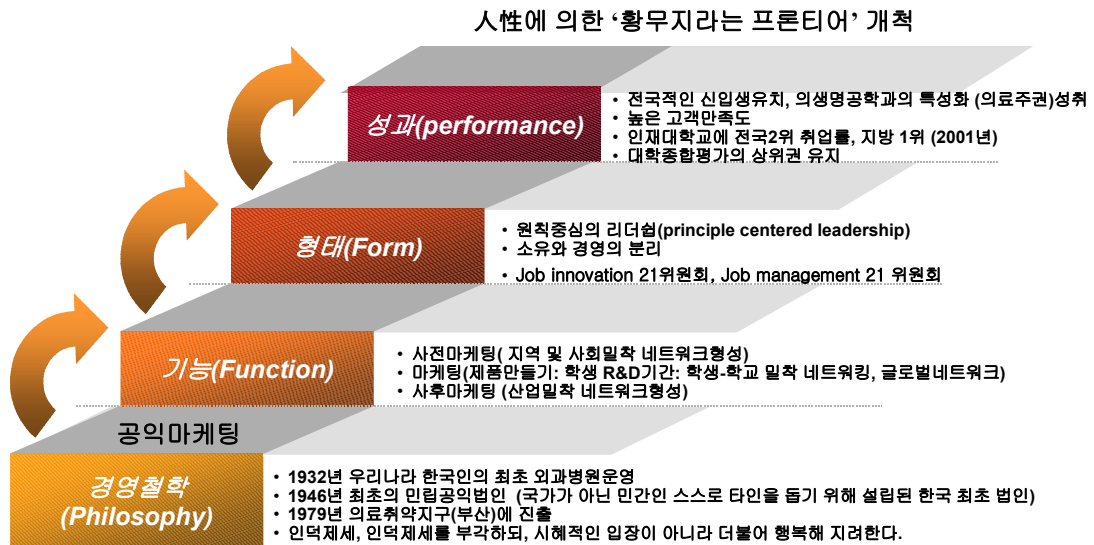 人性에 의한 ‘황무지라는 프론티어’ 개척
성과(performance)
• 전국적인 신입생유치, 의생명공학과의 특성화 (의료주권)성취
• 높은 고객만족도
• 인재대학교에 전국2위 취업률, 지방 1위 (2001년)
• 대학종합평가의 상위권 유지
형태(Form)
• 원칙중심의 리더쉽(principle centered leadership)
• 소유와 경영의 분리
• Job innovation 21위원회, Job management 21 위원회
기능(Function)
• 사전마케팅( 지역 및 사회밀착 네트워크형성)
• 마케팅(제품만들기: 학생 R&D기간: 학생-학교 밀착 네트워킹, 글로벌네트워크)
• 사후마케팅 (산업밀착 네트워크형성)
공익마케팅
경영철학
(Philosophy)
• 1932년 우리나라 한국인의 최초 외과병원운영
• 1946년 최초의 민립공익법인 (국가가 아닌 민간인 스스로 타인을 돕기 위해 설립된 한국 최초 법인)
• 1979년 의료취약지구(부산)에 진출
• 인덕제세, 인덕제세를 부각하되, 시혜적인 입장이 아니라 더불어 행복해 지려한다.